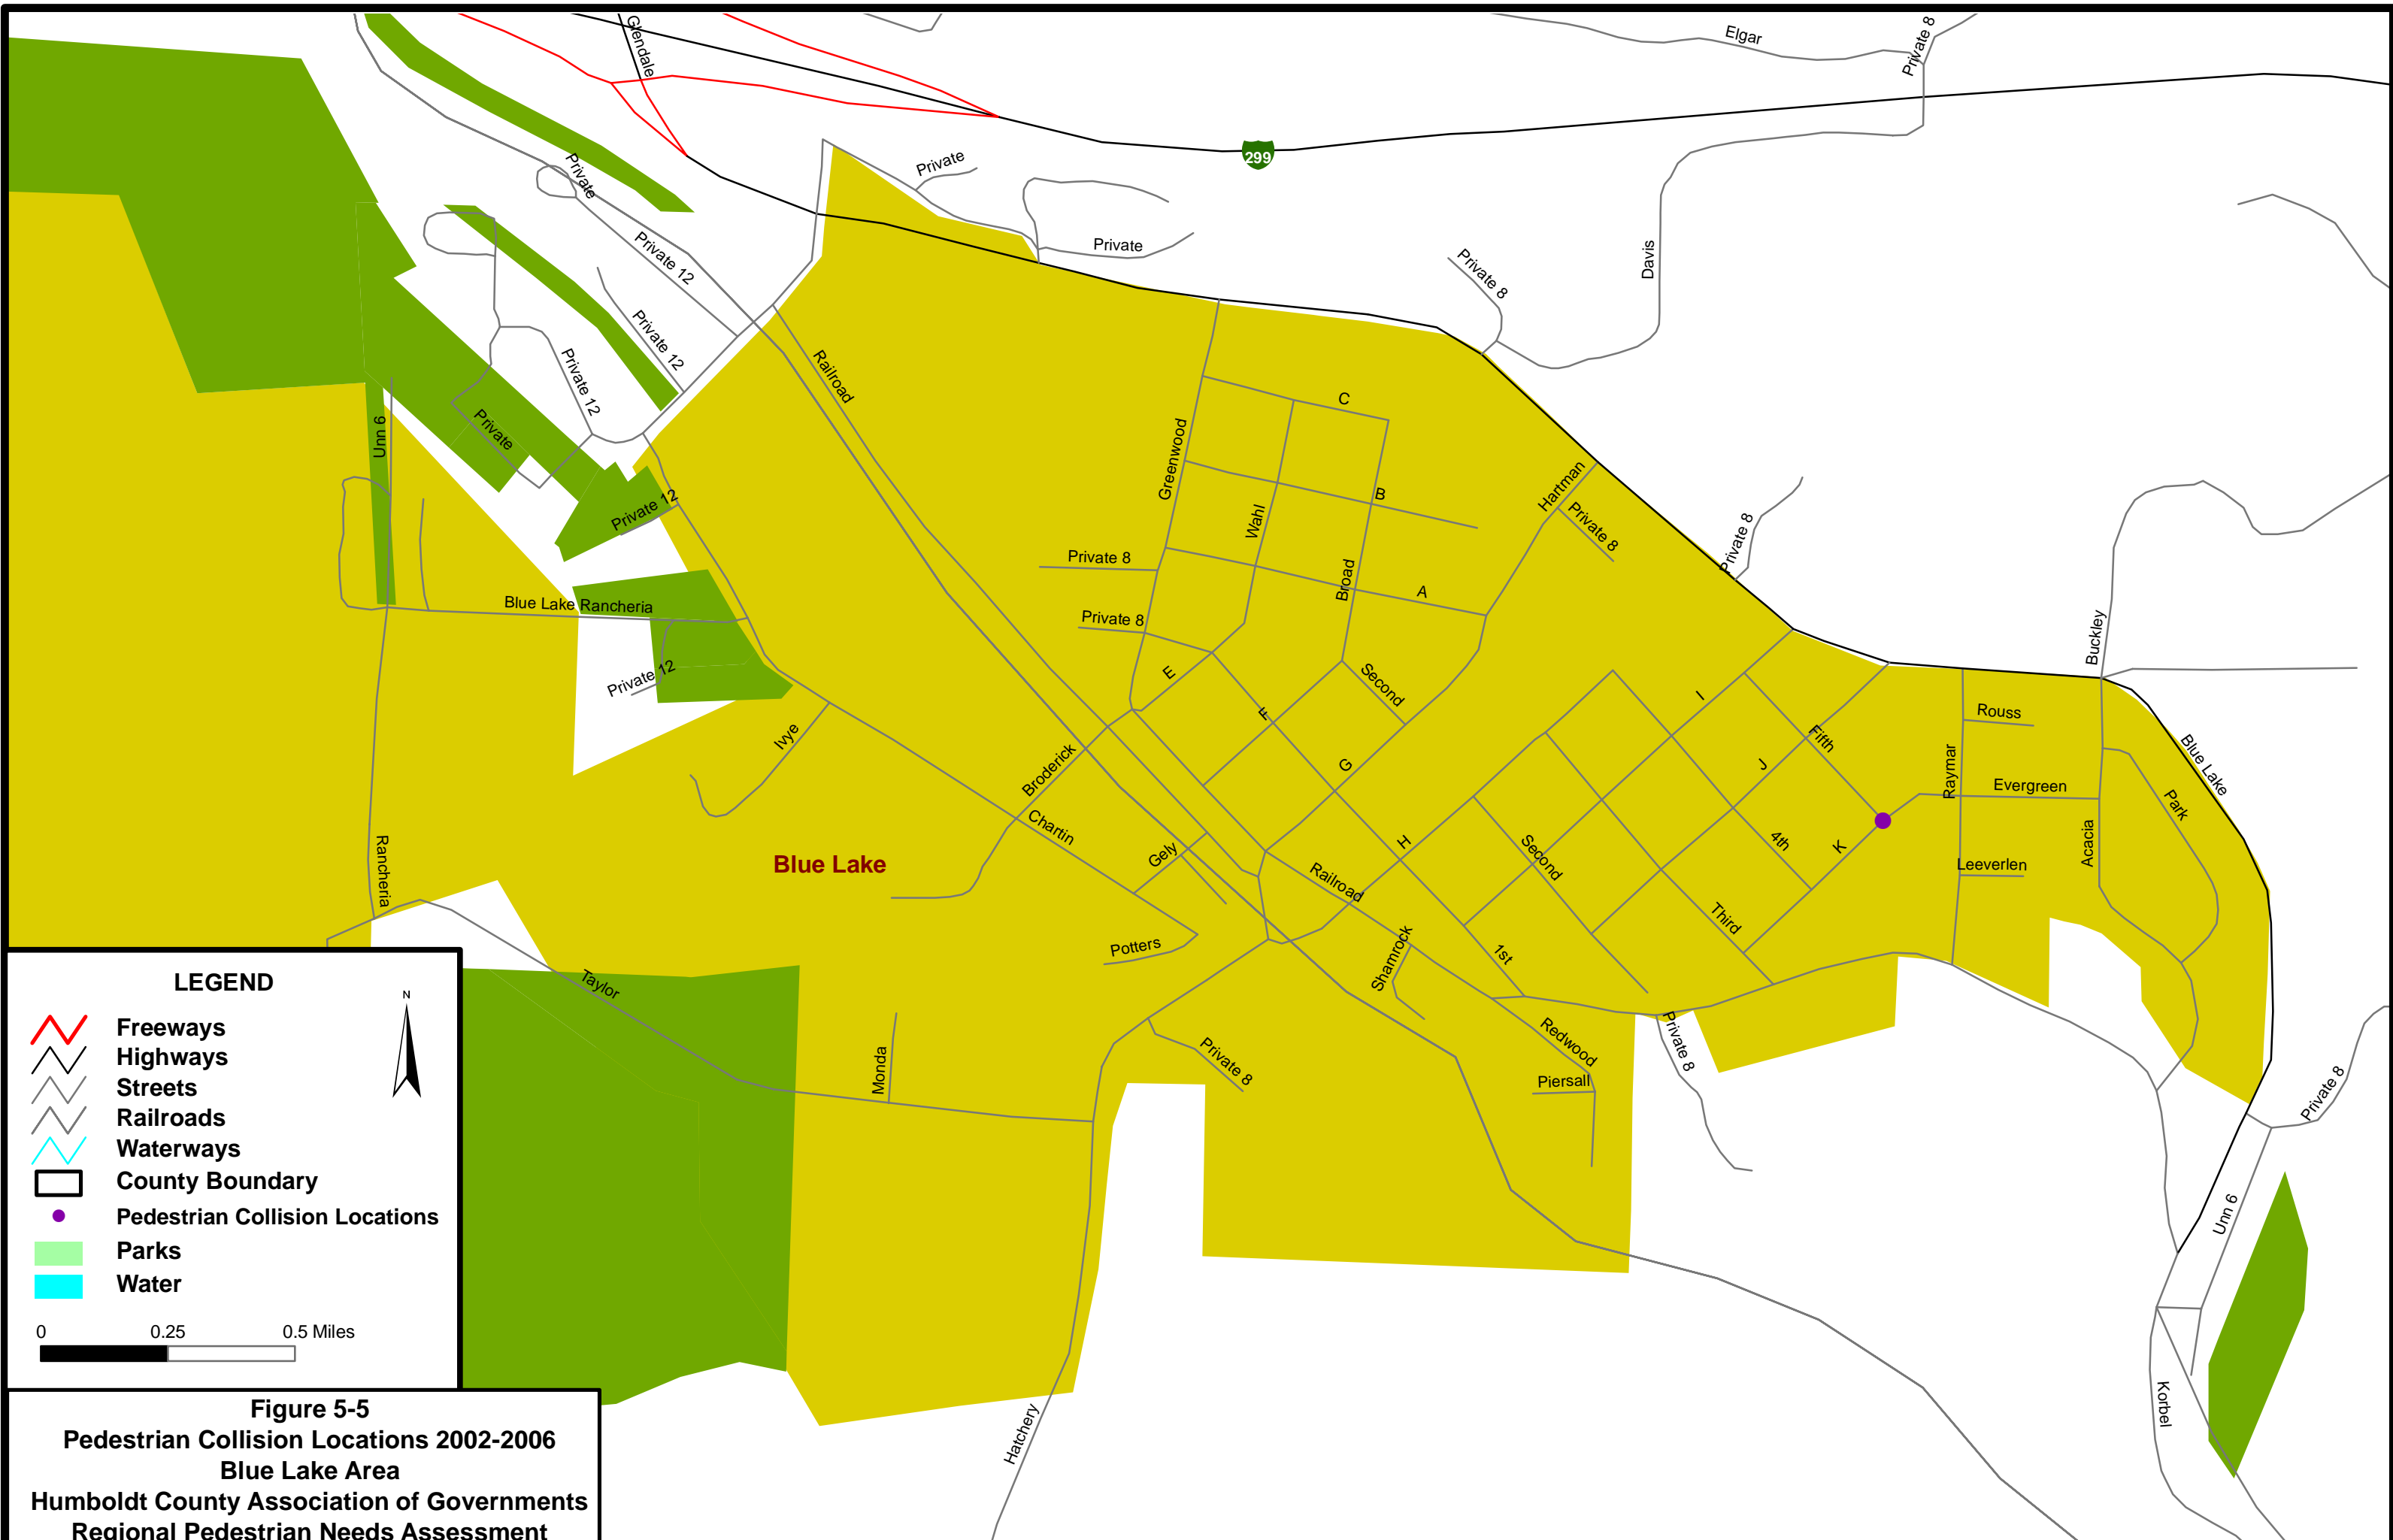 Glendale
Elgar
Private 8
299
Private
Private
Private
Private 12
Private 12
Private 12
Private
Private 12
Private 12
Unn 6
Blue Lake Rancheria
Rancheria
Railroad
Davis
Private 8
C
Greenwood
B
Wahl
Broad
A
Private 8
Private 8
Hartman
Private 8
Private 8
Buckley
E
F
Second
G
I
Fifth
J
Rouss
Raymar
Evergreen
Blue Lake
Park
Acacia
Leeverlen
4th
K
H
Second
Third
Ivye
Broderick
Chartin
Blue Lake
Gely
Railroad
Potters
Shamrock
1st
Redwood
Piersall
Private 8
Private 8
Private 8
Taylor
Monda
Hatchery
Unn 6
Korbel
LEGEND
N
Freeways
Highways
Streets
Railroads
Waterways
County Boundary
Pedestrian Collision Locations
Parks
Water
0 0.25 0.5 Miles
Figure 5-5
Pedestrian Collision Locations 2002-2006
Blue Lake Area
Humboldt County Association of Governments
Regional Pedestrian Needs Assessment